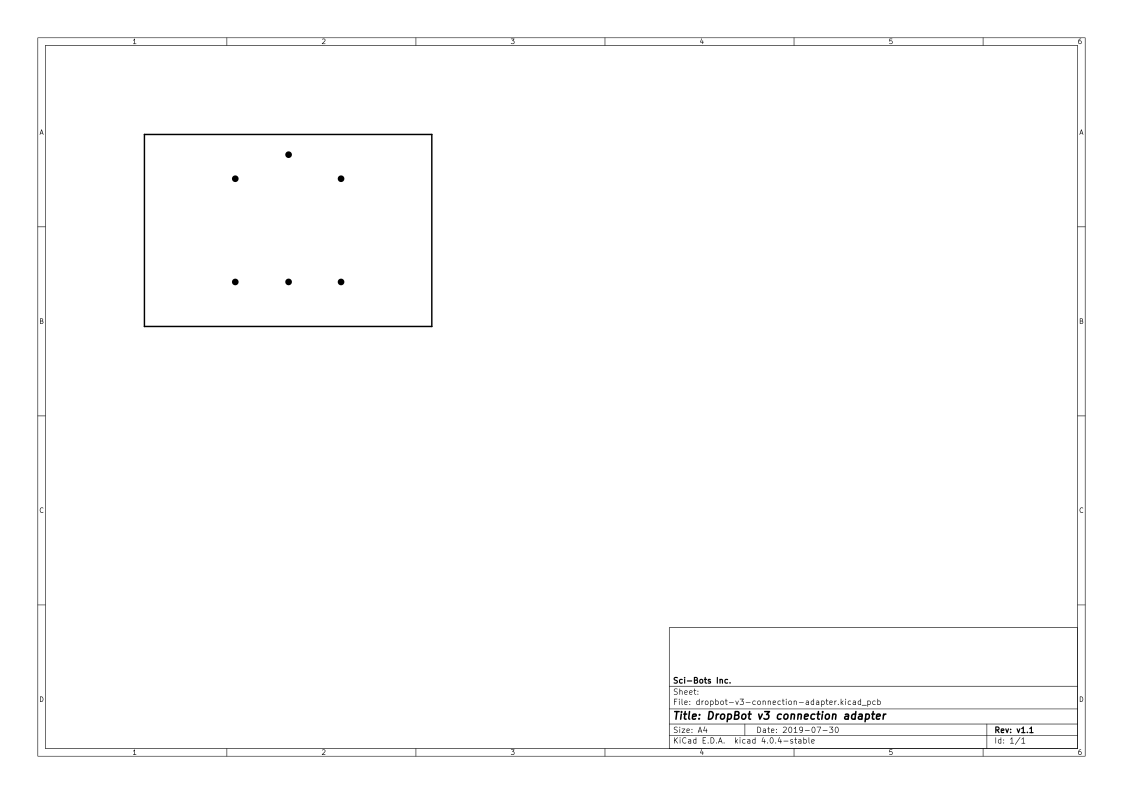 1 2 3 4 5 6
A A
B B
C C
Sci-Bots Inc.
Sheet:
File: dropbot-v3-connection-adapter.kicad_pcb
D D
Title: DropBot v3 connection adapter
Size: A4 Date: 2019-07-30 Rev: v1.1
KiCad E.D.A. kicad 4.0.4-stable Id: 1/1
1 2 3 4 5 6